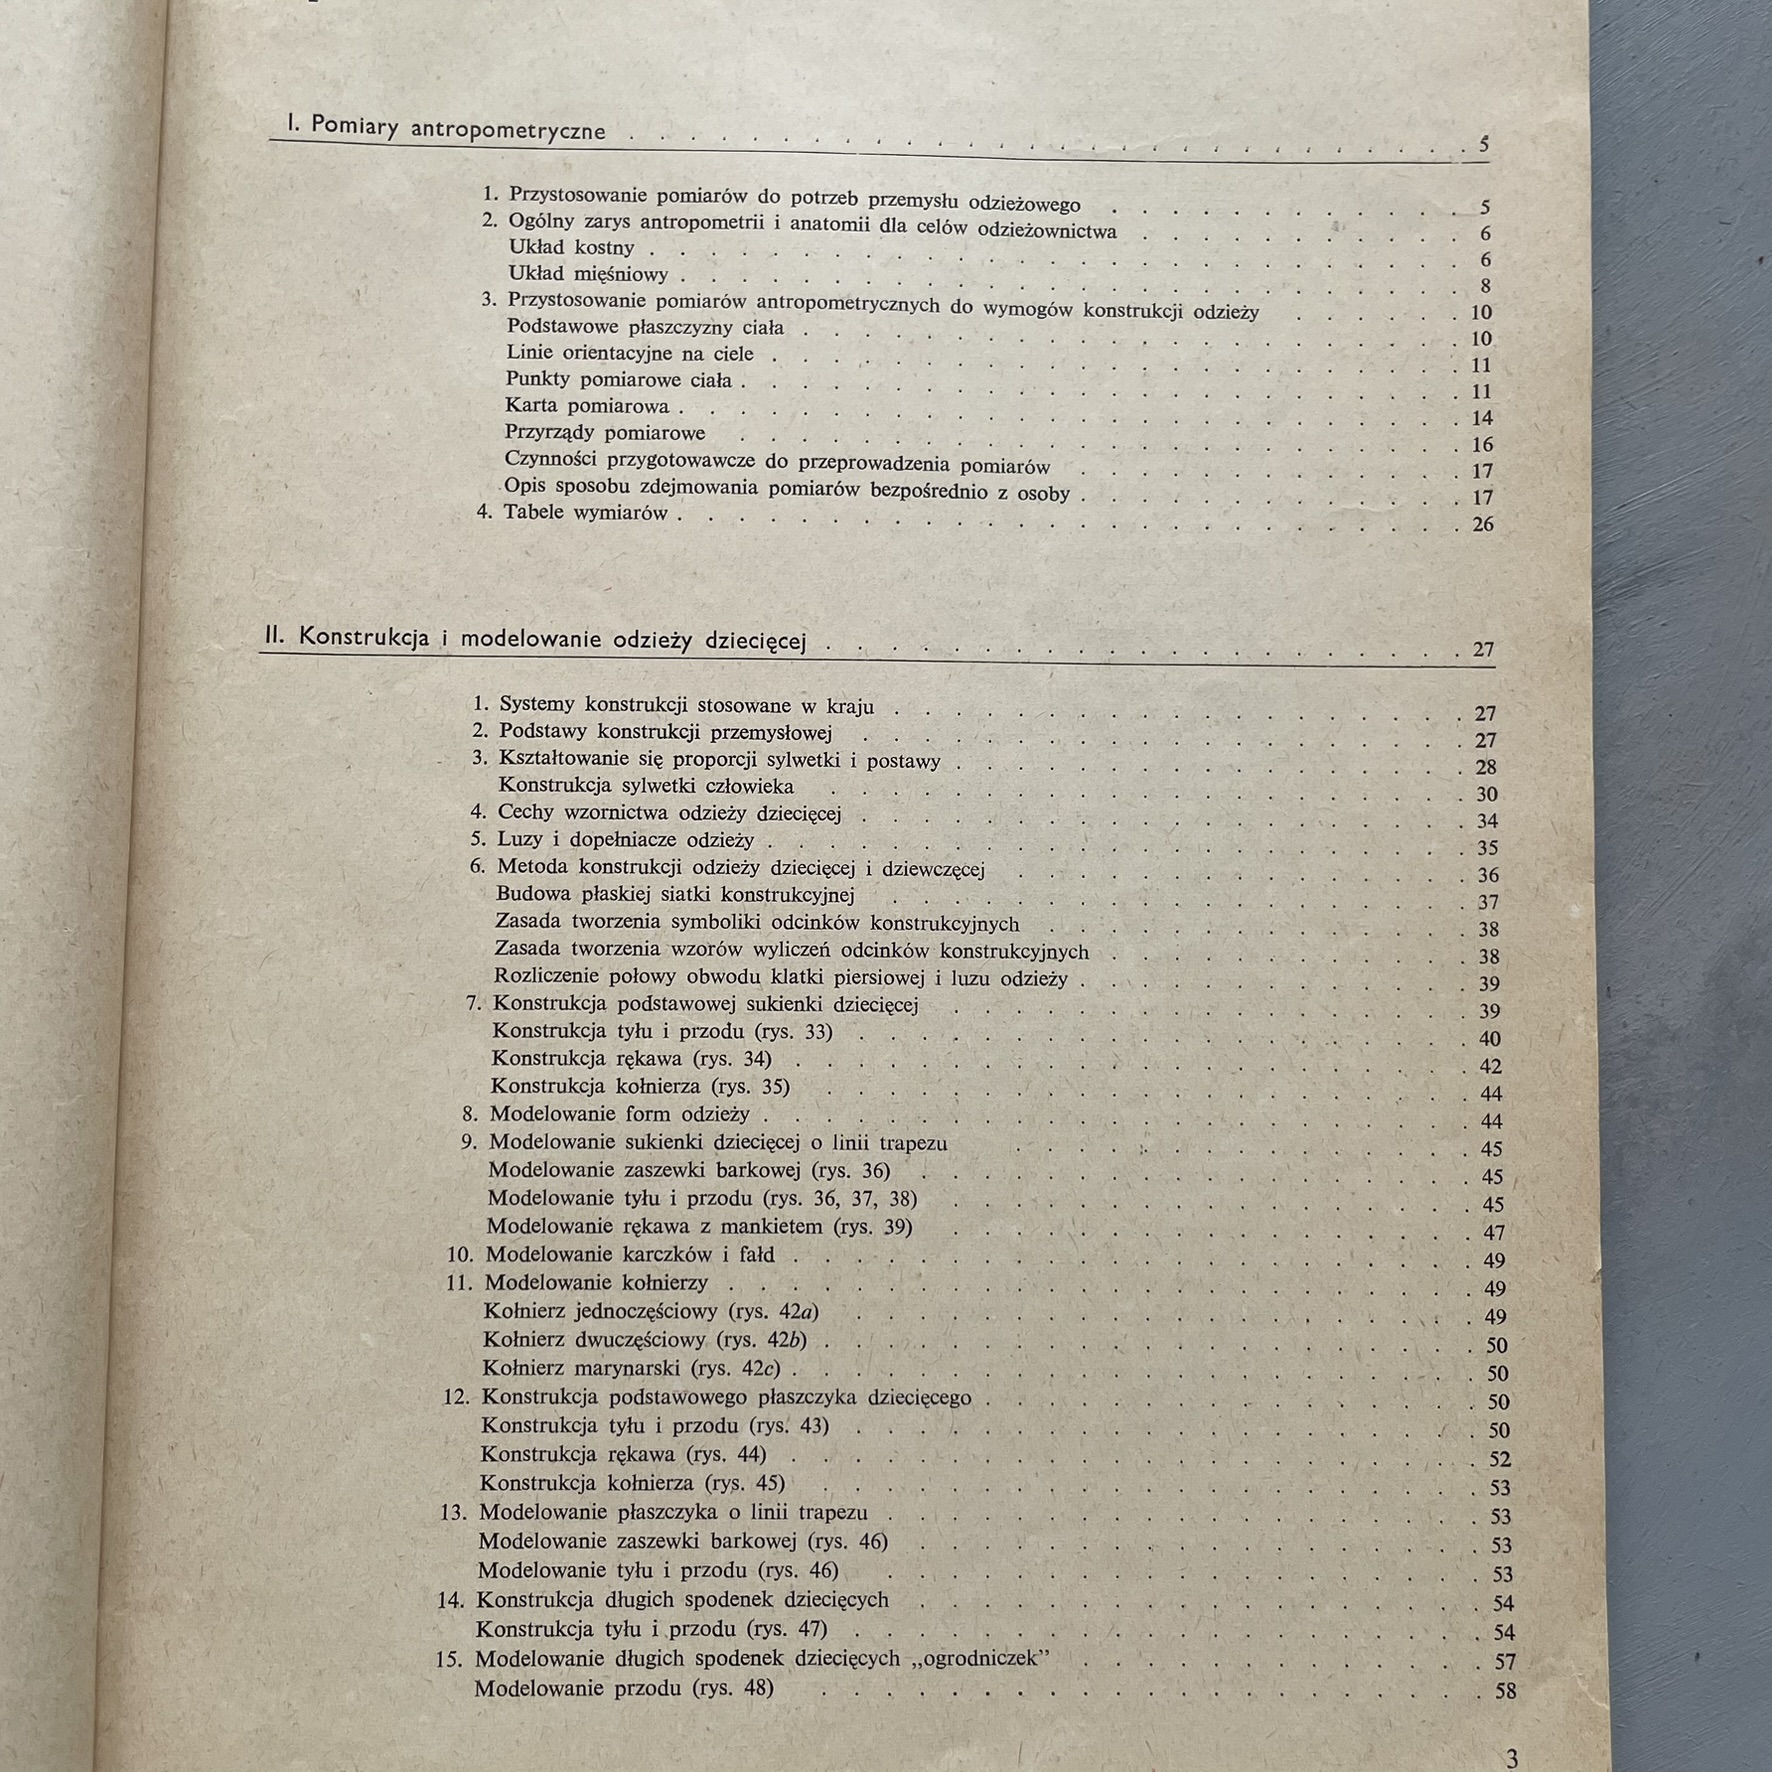 I. Pomiary antropometryczne . . . . . . . . . . . . . . . . . . . . . . . . . . . . 5
1. Przystosowanie pomiarów do potrzeb przemysłu odzieżowego . . . . . . . . . . . . 5
2. Ogólny zarys antropometrii i anatomii dla celów odzieżownictwa . . . . . . . . . . . 6
Układ kostny . . . . . . . . . . . . . . . . . . . . . . . . . . . 6
Układ mięśniowy . . . . . . . . . . . . . . . . . . . . . . . . . . 8
3. Przystosowanie pomiarów antropometrycznych do wymogów konstrukcji odzieży . . . . . . 10
Podstawowe płaszczyzny ciała . . . . . . . . . . . . . . . . . . . . . . 10
Linie orientacyjne na ciele . . . . . . . . . . . . . . . . . . . . . . . 11
Punkty pomiarowe ciała . . . . . . . . . . . . . . . . . . . . . . . . 11
Karta pomiarowa . . . . . . . . . . . . . . . . . . . . . . . . . . 14
Przyrządy pomiarowe . . . . . . . . . . . . . . . . . . . . . . . . 16
Czynności przygotowawcze do przeprowadzenia pomiarów . . . . . . . . . . . . . 17
Opis sposobu zdejmowania pomiarów bezpośrednio z osoby . . . . . . . . . . . . . 17
4. Tabele wymiarów . . . . . . . . . . . . . . . . . . . . . . . . . . 26
II. Konstrukcja i modelowanie odzieży dziecięcej . . . . . . . . . . . . . . . . . . . . . 27
1. Systemy konstrukcji stosowane w kraju . . . . . . . . . . . . . . . . . . . 27
2. Podstawy konstrukcji przemysłowej . . . . . . . . . . . . . . . . . . . . 27
3. Kształtowanie się proporcji sylwetki i postawy . . . . . . . . . . . . . . . . . 28
Konstrukcja sylwetki człowieka . . . . . . . . . . . . . . . . . . . . . 30
4. Cechy wzornictwa odzieży dziecięcej . . . . . . . . . . . . . . . . . . . . 34
5. Luzy i dopełniacze odzieży . . . . . . . . . . . . . . . . . . . . . . . 35
6. Metoda konstrukcji odzieży dziecięcej i dziewczęcej . . . . . . . . . . . . . . . 36
Budowa płaskiej siatki konstrukcyjnej . . . . . . . . . . . . . . . . . . . 37
Zasada tworzenia symboliki odcinków konstrukcyjnych . . . . . . . . . . . . . . 38
Zasada tworzenia wzorów wyliczeń odcinków konstrukcyjnych . . . . . . . . . . . . 38
Rozliczenie połowy obwodu klatki piersiowej i luzu odzieży . . . . . . . . . . . . . 39
7. Konstrukcja podstawowej sukienki dziecięcej . . . . . . . . . . . . . . . . . 39
Konstrukcja tyłu i przodu (rys. 33) . . . . . . . . . . . . . . . . . . . . 40
Konstrukcja rękawa (rys. 34) . . . . . . . . . . . . . . . . . . . . . . 42
Konstrukcja kołnierza (rys. 35) . . . . . . . . . . . . . . . . . . . . . 44
8. Modelowanie form odzieży . . . . . . . . . . . . . . . . . . . . . . . 44
9. Modelowanie sukienki dziecięcej o linii trapezu . . . . . . . . . . . . . . . 45
Modelowanie zaszewki barkowej (rys. 36) . . . . . . . . . . . . . . . . . . 45
Modelowanie tyłu i przodu (rys. 36, 37, 38) . . . . . . . . . . . . . . . . . 45
Modelowanie rękawa z mankietem (rys. 39) . . . . . . . . . . . . . . . . . 47
10. Modelowanie karczków i fałd . . . . . . . . . . . . . . . . . . . . . . 49
11. Modelowanie kołnierzy . . . . . . . . . . . . . . . . . . . . . . . . 49
Kołnierz jednoczęściowy (rys. 42a) . . . . . . . . . . . . . . . . . . . . 49
Kołnierz dwuczęściowy (rys. 42b) . . . . . . . . . . . . . . . . . . . . . 50
Kołnierz marynarski (rys. 42c) . . . . . . . . . . . . . . . . . . . . . . 50
12. Konstrukcja podstawowego płaszczyka dziecięcego . . . . . . . . . . . . . . . . 50
Konstrukcja tyłu i przodu (rys. 43) . . . . . . . . . . . . . . . . . . . . 50
Konstrukcja rękawa (rys. 44) . . . . . . . . . . . . . . . . . . . . . . 52
Konstrukcja kołnierza (rys. 45) . . . . . . . . . . . . . . . . . . . . . 53
13. Modelowanie płaszczyka o linii trapezu . . . . . . . . . . . . . . . . . . . 53
Modelowanie zaszewki barkowej (rys. 46) . . . . . . . . . . . . . . . . . . 53
Modelowanie tyłu i przodu (rys. 46) . . . . . . . . . . . . . . . . . . . 53
14. Konstrukcja długich spodenek dziecięcych . . . . . . . . . . . . . . . . . . 54
Konstrukcja tyłu i przodu (rys. 47) . . . . . . . . . . . . . . . . . . . . 54
15. Modelowanie długich spodenek dziecięcych „ogrodniczek” . . . . . . . . . . . . . 57
Modelowanie przodu (rys. 48) . . . . . . . . . . . . . . . . . . . . . 58
3